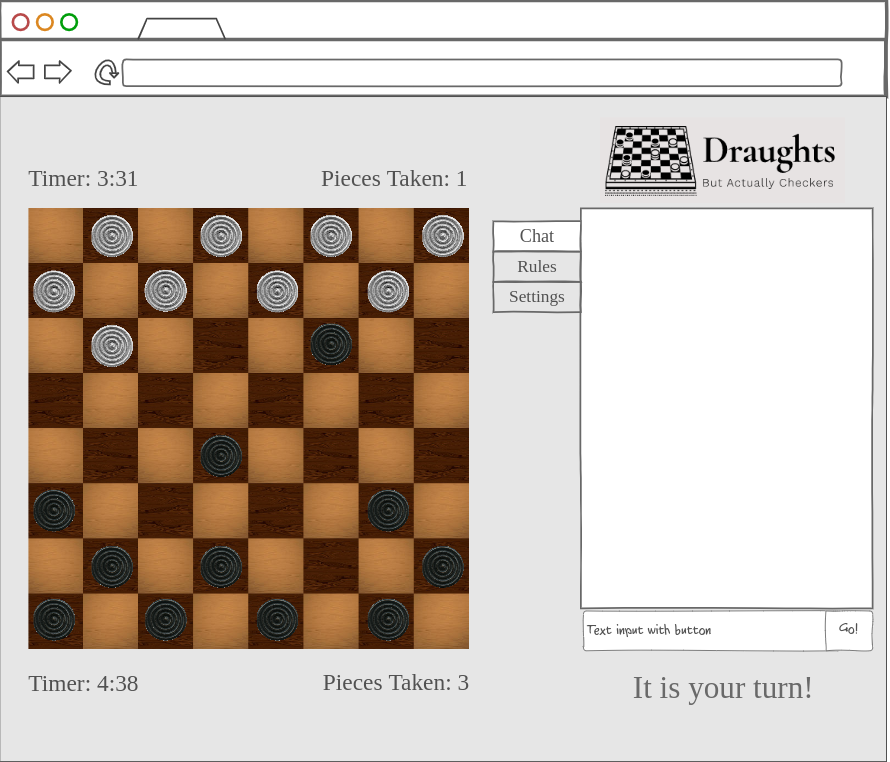 Draughts
But Actually Checkers
Timer: 3:31
Pieces Taken: 1
Chat
Rules
Settings
Text input with button
Go!
Timer: 4:38
Pieces Taken: 3
It is your turn!